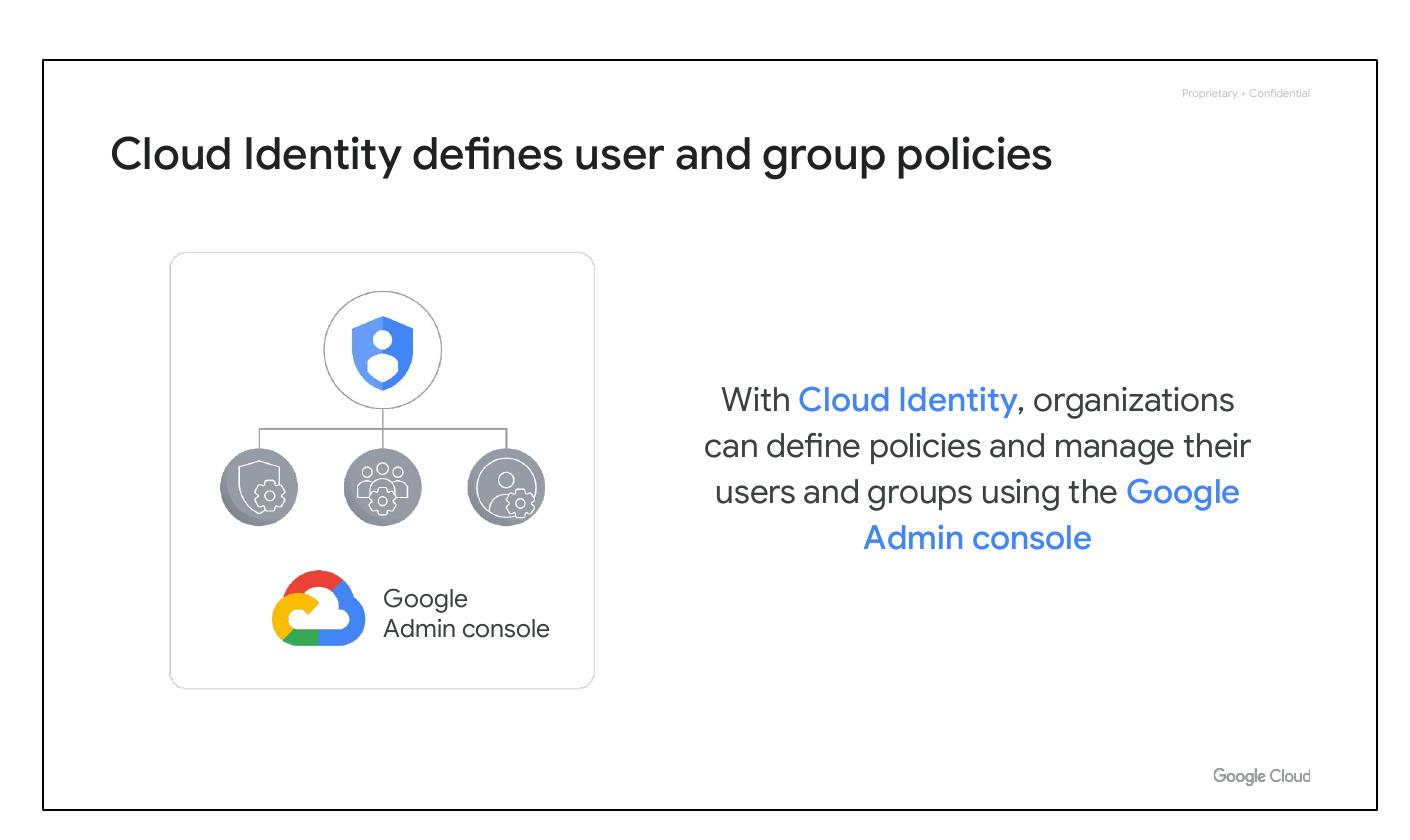 Proprietary + Confidential
Cloud Identity defines user and group policies
With Cloud Identity, organizations
can define policies and manage their
users and groups using the Google
Admin console
Google
Admin console
Google Cloud